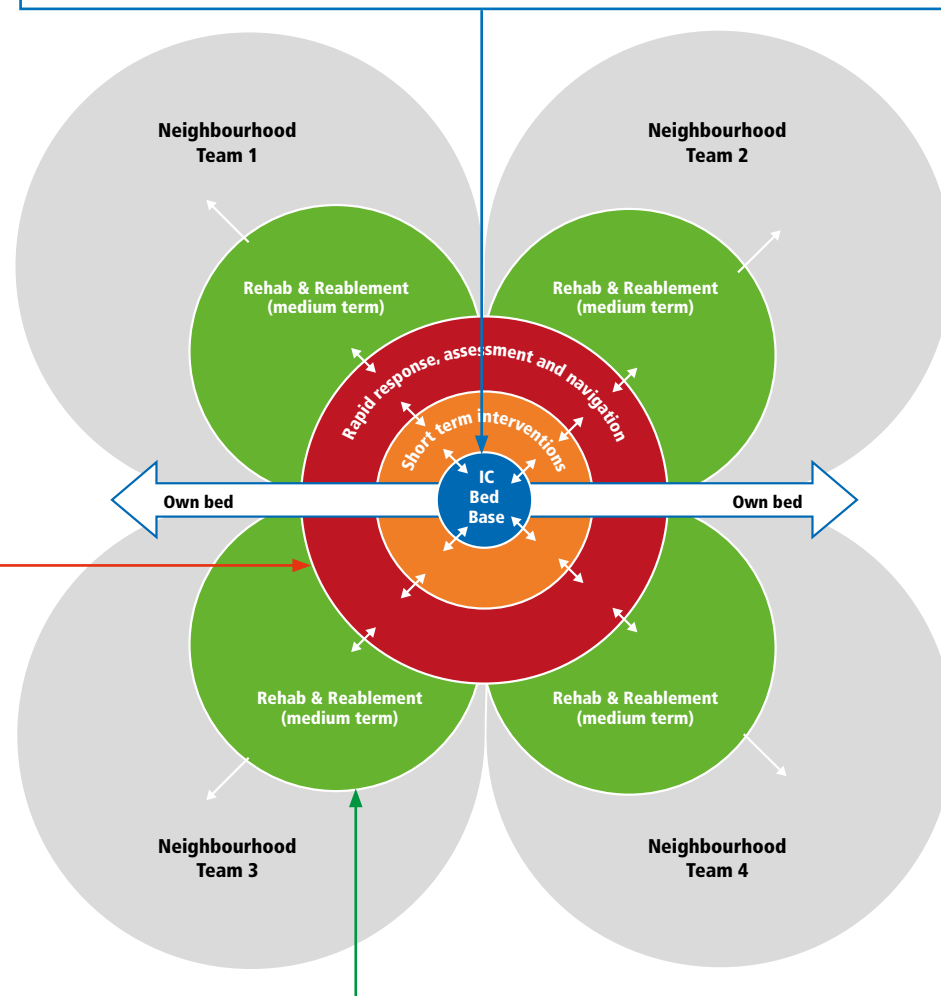 Neighbourhood
Team 1
Neighbourhood
Team 2
Rehab & Reablement
(medium term)
Rehab & Reablement
(medium term)
Rapid response, assessment and navigation
Short term interventions
IC
Bed
Base
Own bed
Own bed
Rehab & Reablement
(medium term)
Rehab & Reablement
(medium term)
Neighbourhood
Team 3
Neighbourhood
Team 4